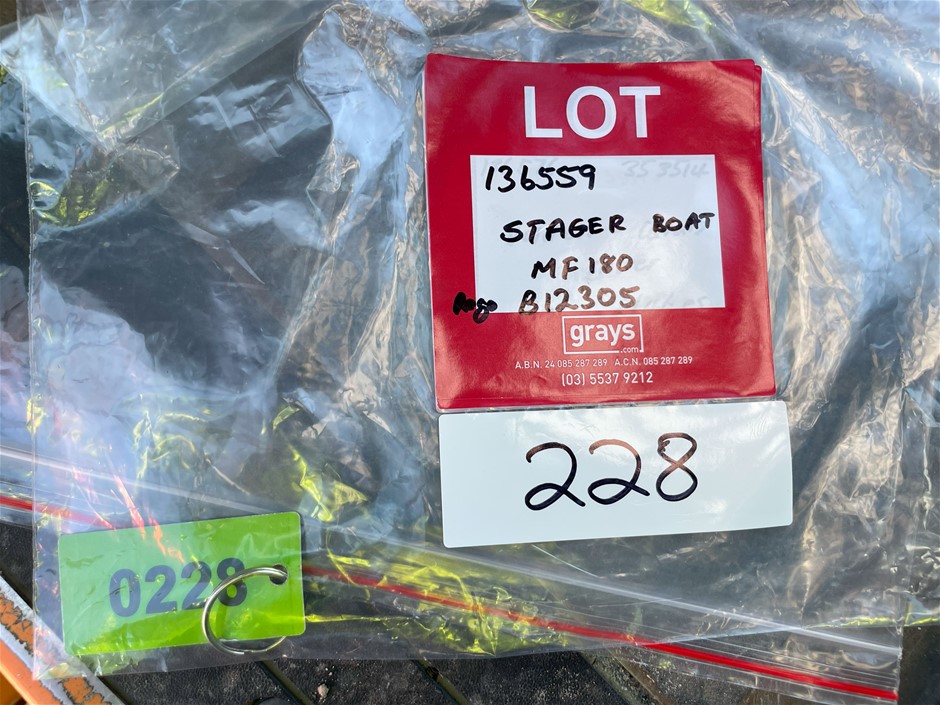 LOT
136559
STAGER BOAT
MF180
Rego B12305
grays
.com
A.B.N. 24 085 287 289 A.C.N. 085 287 289
(03) 5537 9212
228
0228